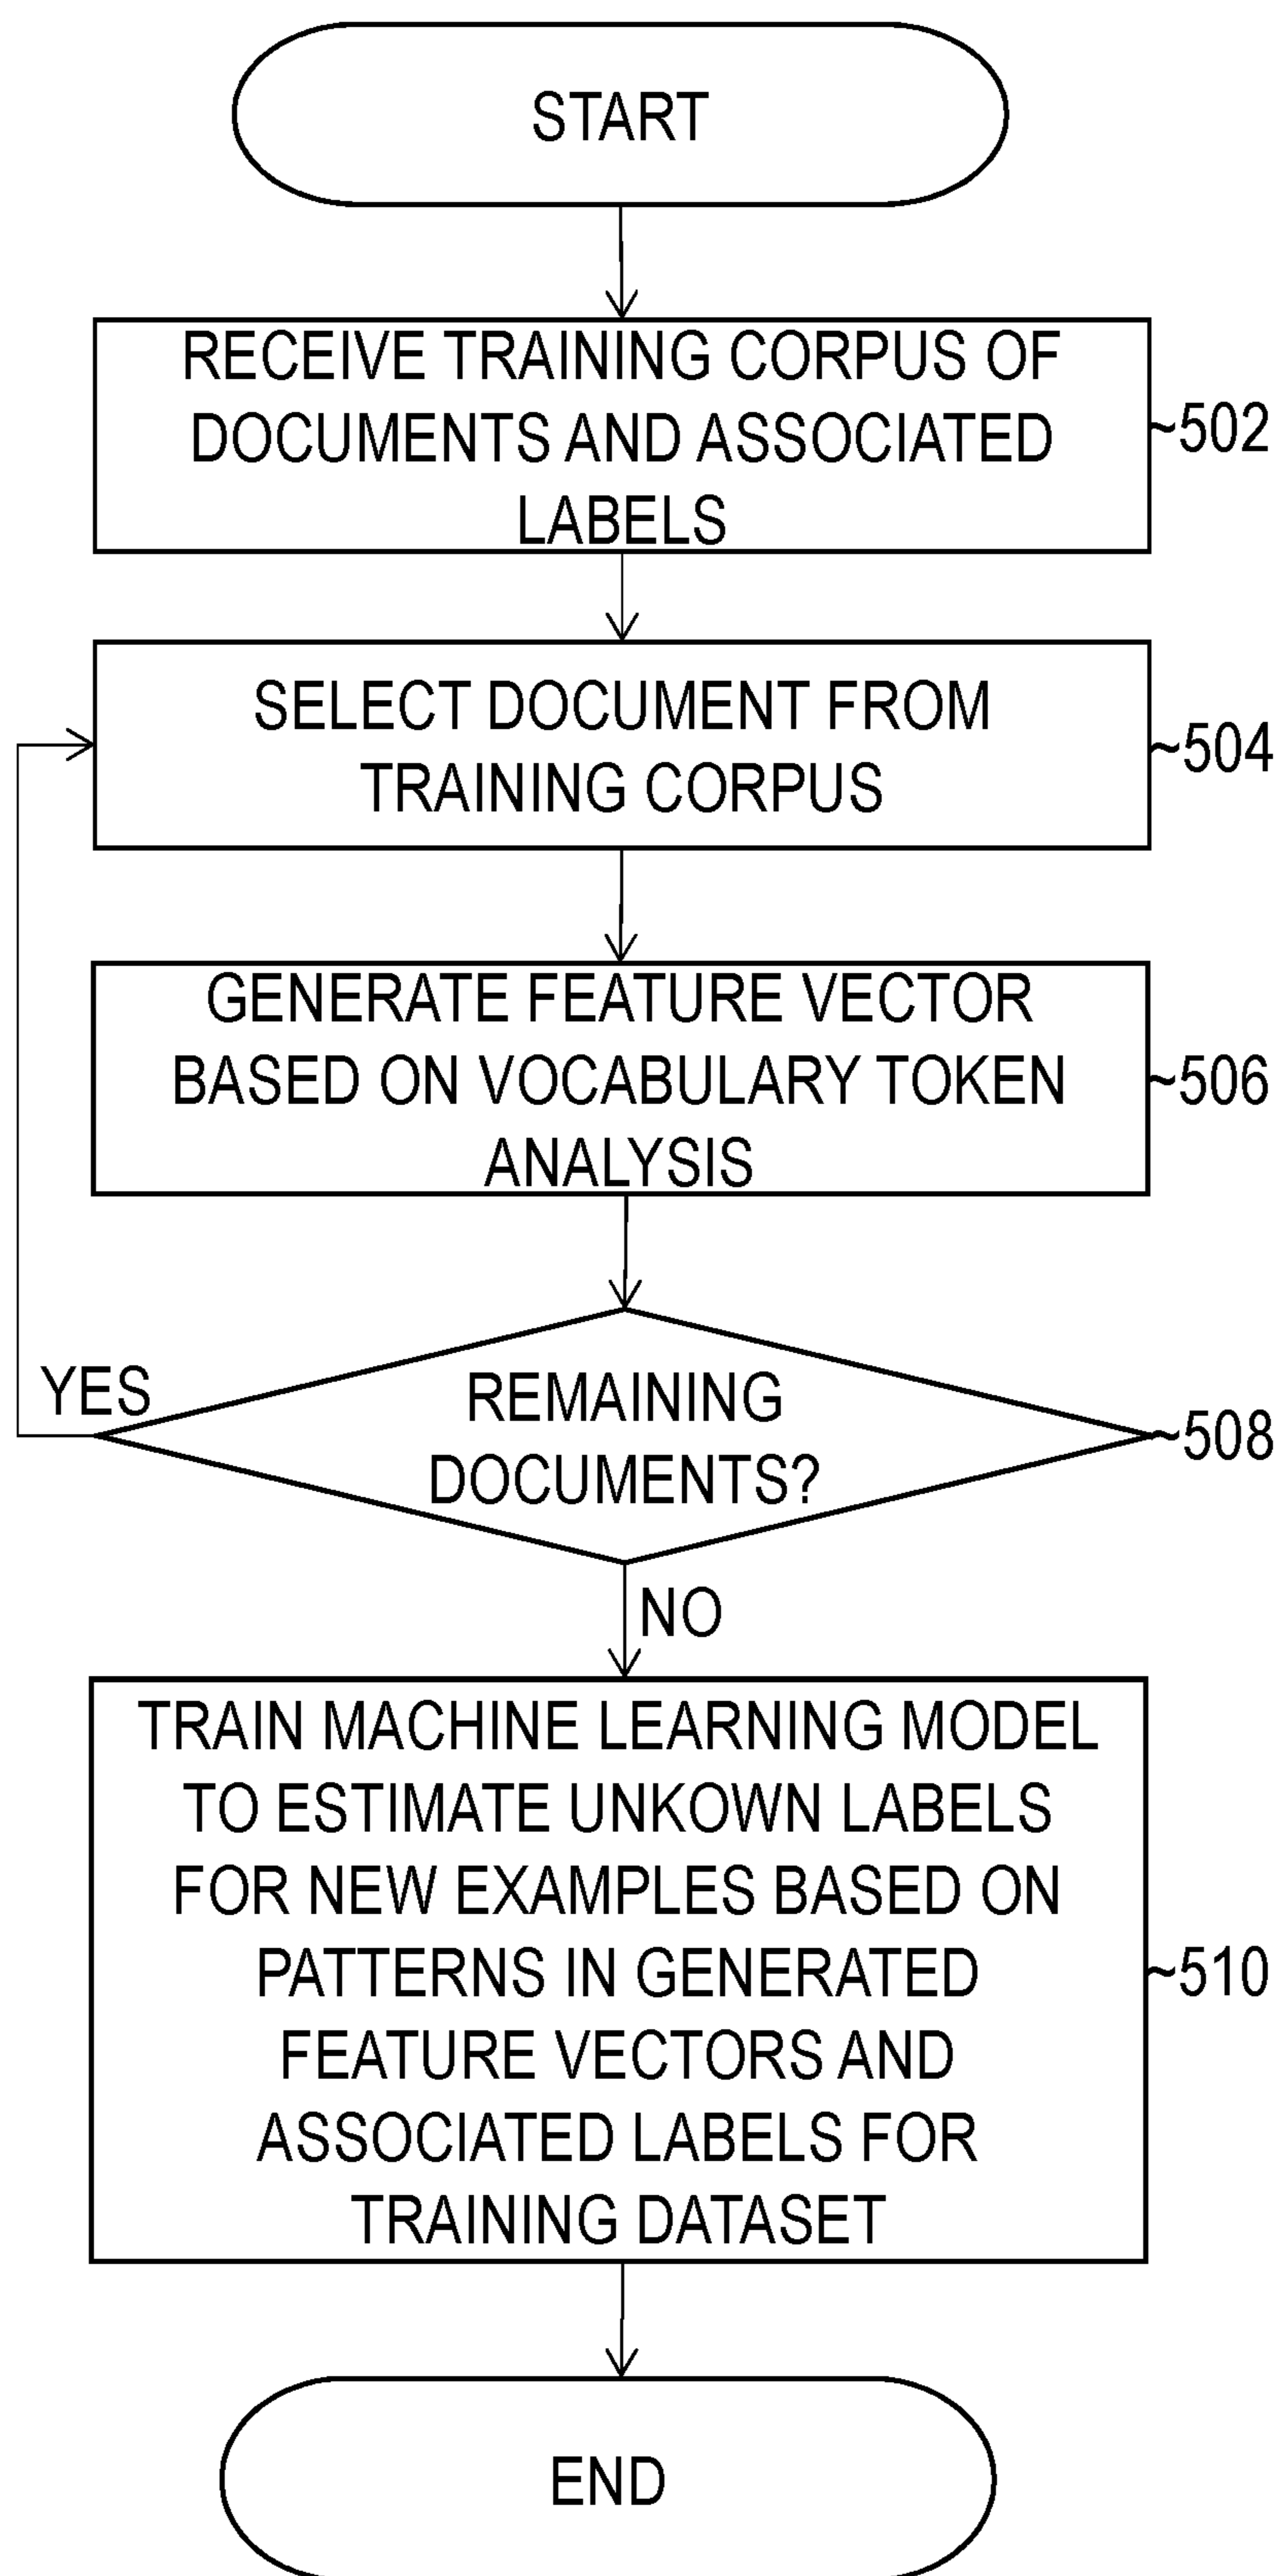 START
RECEIVE TRAINING CORPUS OF
DOCUMENTS AND ASSOCIATED
LABELS
~502
SELECT DOCUMENT FROM
TRAINING CORPUS
~504
GENERATE FEATURE VECTOR
BASED ON VOCABULARY TOKEN
ANALYSIS
~506
YES
REMAINING
DOCUMENTS?
~508
NO
TRAIN MACHINE LEARNING MODEL
TO ESTIMATE UNKOWN LABELS
FOR NEW EXAMPLES BASED ON
PATTERNS IN GENERATED
FEATURE VECTORS AND
ASSOCIATED LABELS FOR
TRAINING DATASET
~510
END